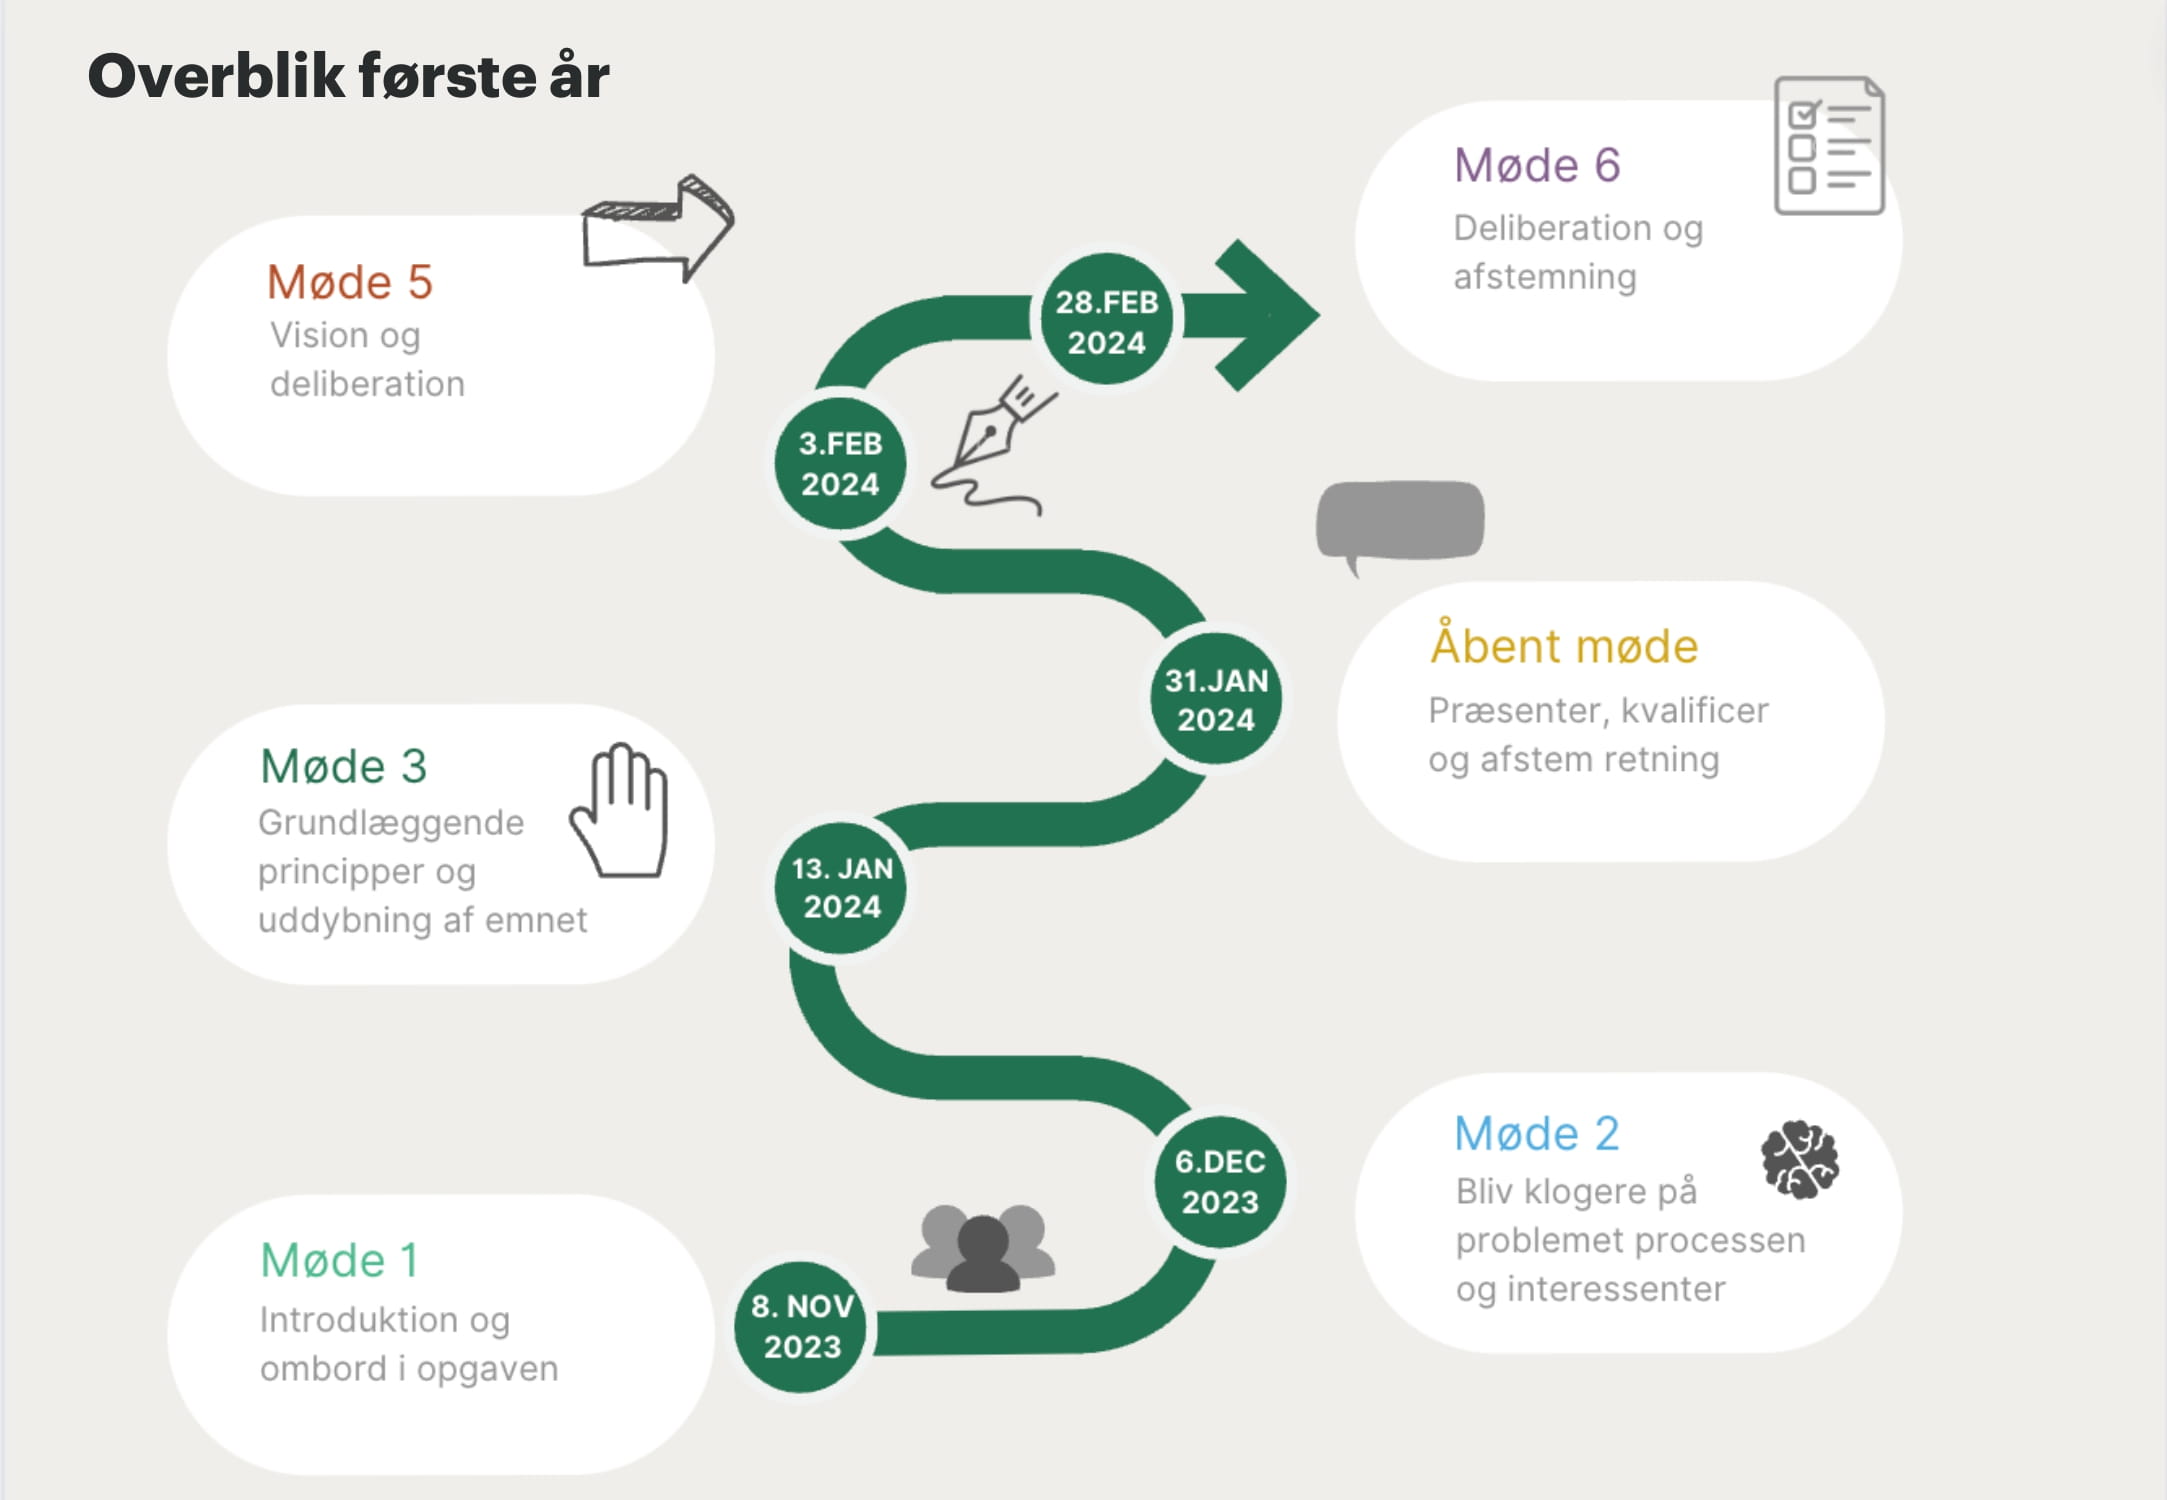 Overblik første år
Møde 6
Deliberation og
afstemning
Møde 5
Vision og
deliberation
28.FEB
2024
3.FEB
2024
Åbent møde
Præsenter, kvalificer
og afstem retning
31.JAN
2024
Møde 3
Grundlæggende
principper og
uddybning af emnet
13. JAN
2024
Møde 2
Bliv klogere på
problemet processen
og interessenter
6.DEC
2023
Møde 1
Introduktion og
ombord i opgaven
8. NOV
2023